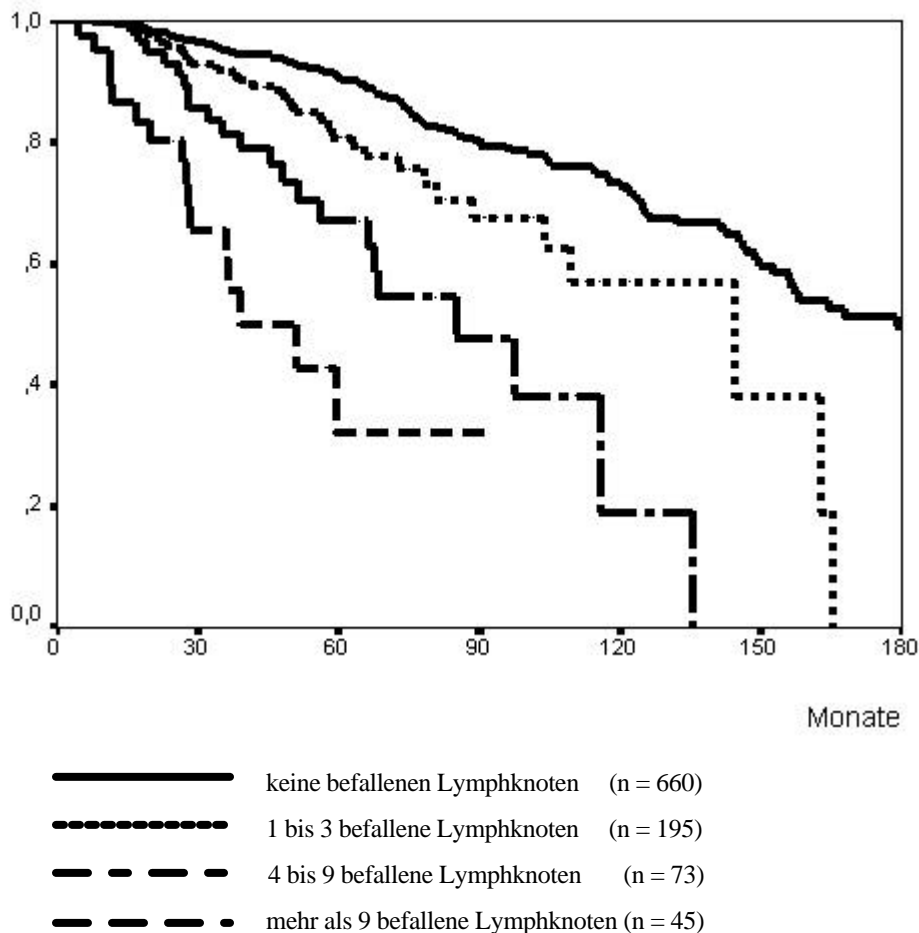 1,0
,8
,6
,4
,2
0,0
0 30 60 90 120 150 180
Monate
keine befallenen Lymphknoten (n = 660)
1 bis 3 befallene Lymphknoten (n = 195)
4 bis 9 befallene Lymphknoten (n = 73)
mehr als 9 befallene Lymphknoten (n = 45)